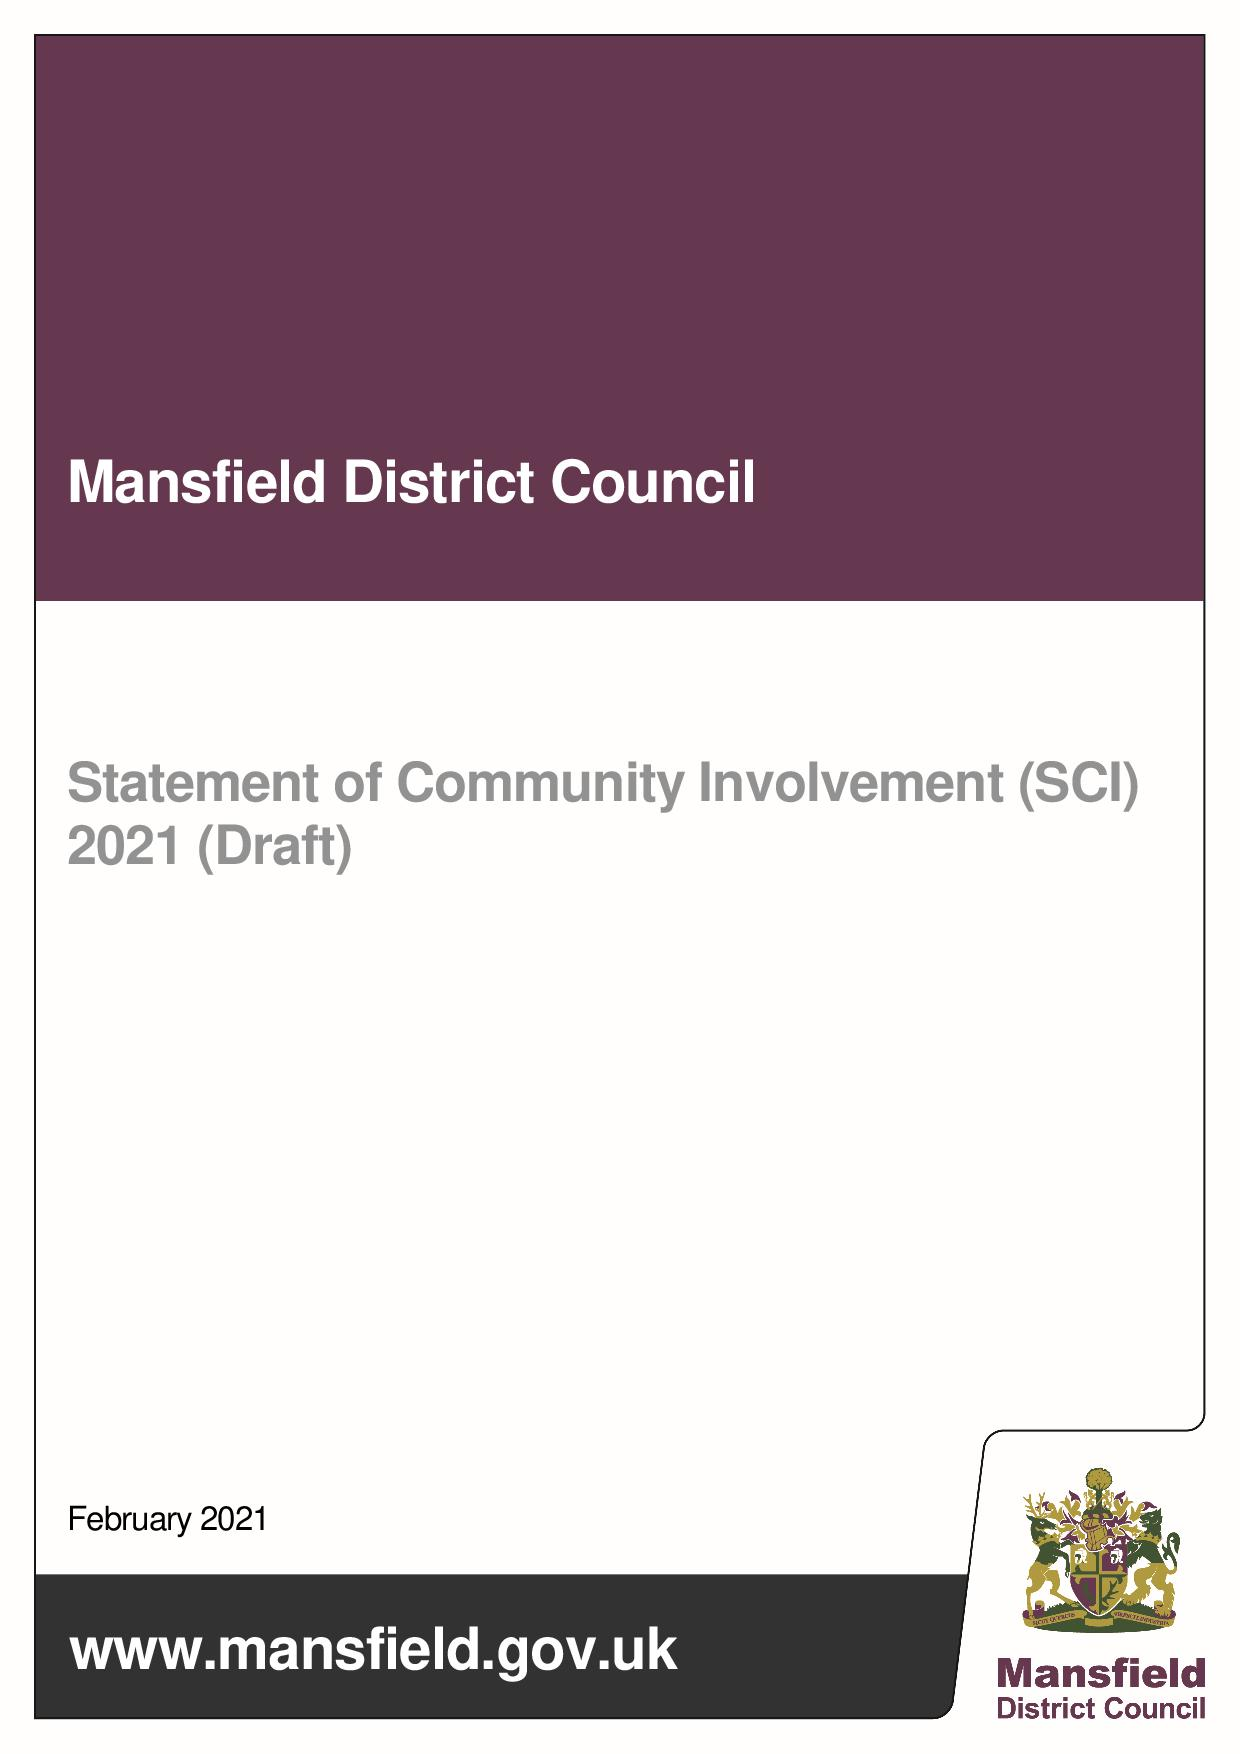 Mansfield District Council
Statement of Community Involvement (SCI)
2021 (Draft)
February 2021
www.mansfield.gov.uk
Mansfield
District Council